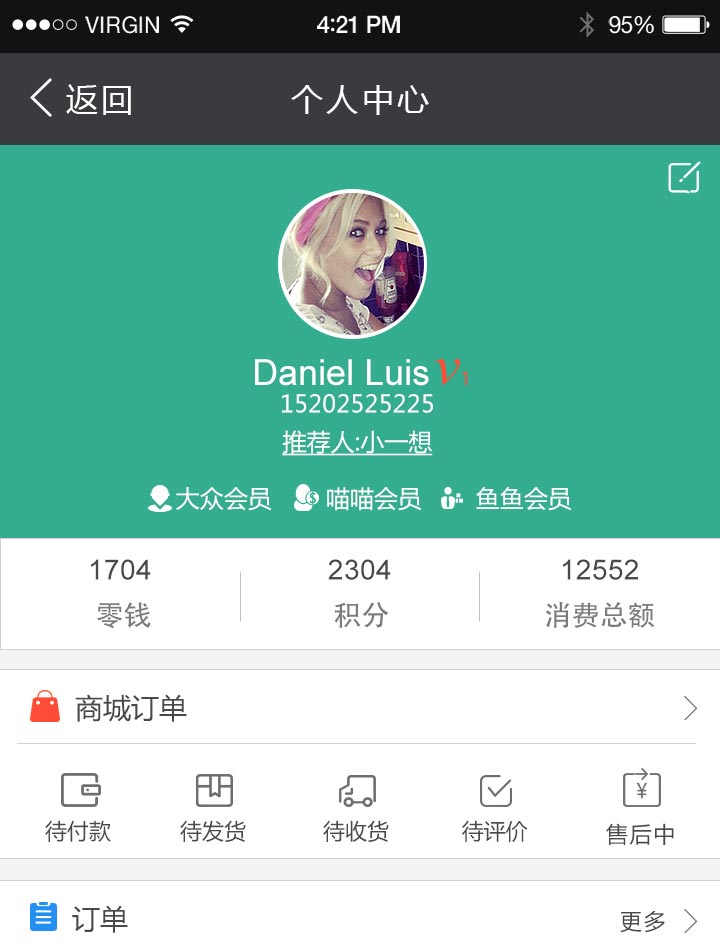 VIRGIN 4:21 PM 95%
返回 个人中心
Daniel Luis V1
15202525225
推荐人:小一想
大众会员 喵喵会员 鱼鱼会员
1704 2304 12552
零钱 积分 消费总额
商城订单
¥
待付款 待发货 待收货 待评价 售后中
订单 更多